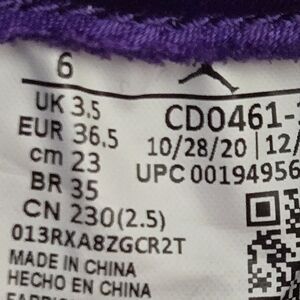 6
UK 3.5
EUR 36.5
cm 23
BR 35
CN 230(2.5)
013RXA8ZGCR2T
MADE IN CHINA
HECHO EN CHINA
CD0461-
10/28/20 12/
UPC 00194956